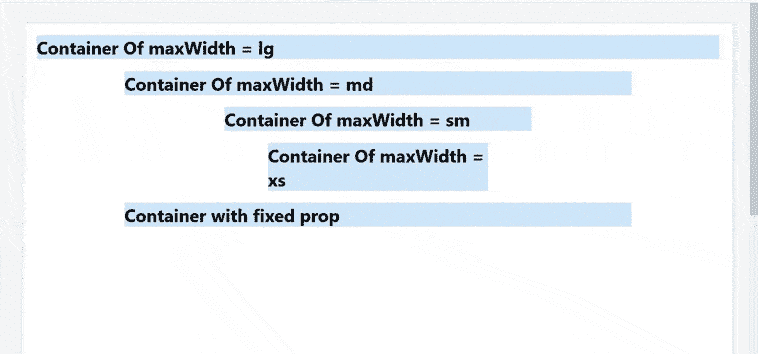 Container Of maxWidth = lg
Container Of maxWidth = md
Container Of maxWidth = sm
Container Of maxWidth =
xs
Container with fixed prop